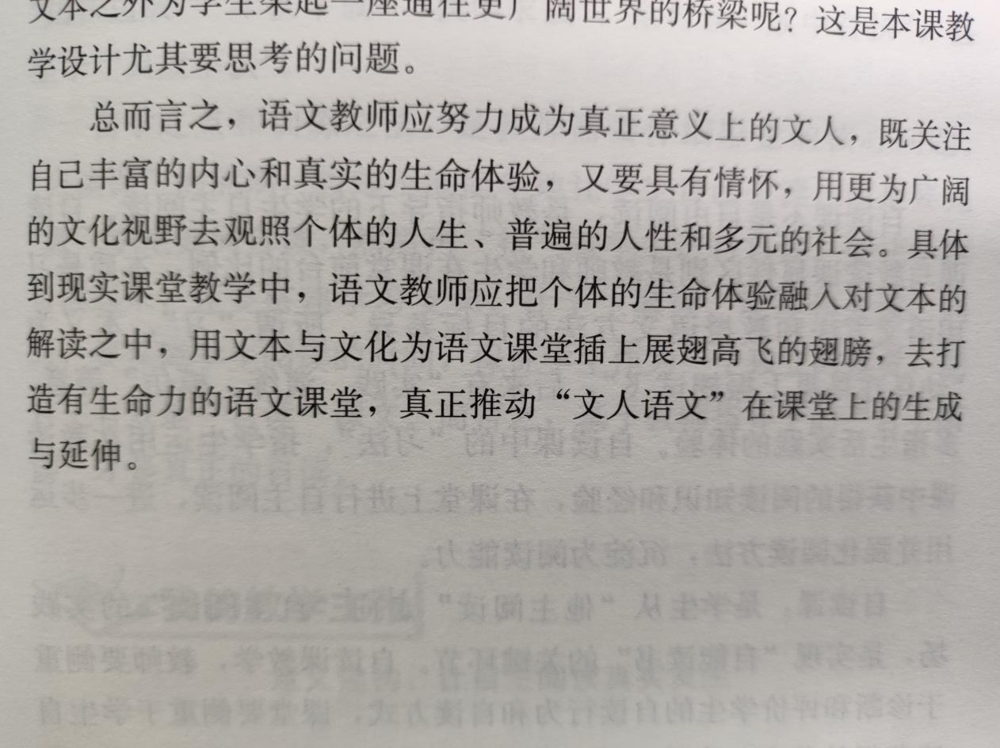 文本之外为学生架起一座通往更广阔世界的桥梁呢？这是本课教
学设计尤其要思考的问题。
总而言之，语文教师应努力成为真正意义上的文人，既关注
自己丰富的内心和真实的生命体验，又要具有情怀，用更为广阔
的文化视野去观照个体的人生、普遍的人性和多元的社会。具体
到现实课堂教学中，语文教师应把个体的生命体验融入对文本的
解读之中，用文本与文化为语文课堂插上展翅高飞的翅膀，去打
造有生命力的语文课堂，真正推动“文人语文”在课堂上的生成
与延伸。